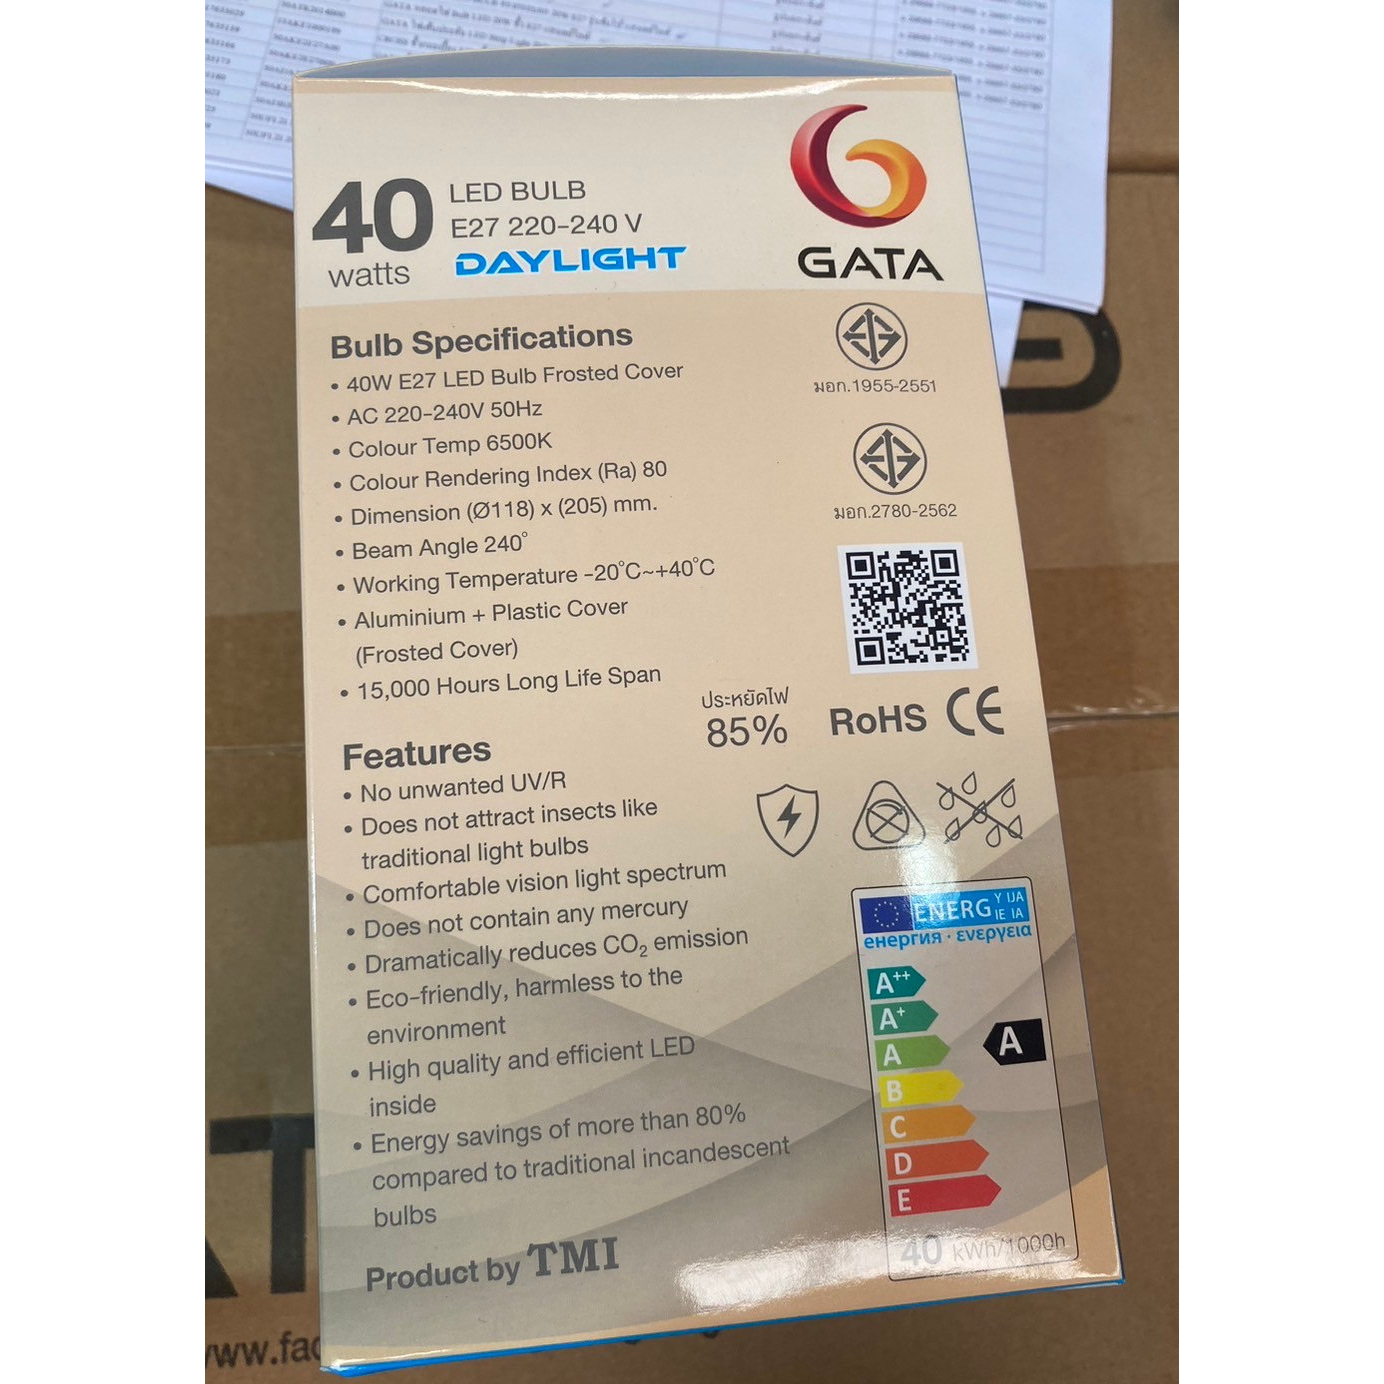 40
watts
LED BULB
E27 220-240 V
DAYLIGHT
GATA
Bulb Specifications
• 40W E27 LED Bulb Frosted Cover
• AC 220-240V 50Hz
• Colour Temp 6500K
• Colour Rendering Index (Ra) 80
• Dimension (Ø118) x (205) mm.
• Beam Angle 240°
• Working Temperature -20°C~+40°C
• Aluminium + Plastic Cover
(Frosted Cover)
• 15,000 Hours Long Life Span
มอก.1955-2551
มอก.2780-2562
ประหยัดไฟ
85%
RoHS CE
Features
• No unwanted UV/R
• Does not attract insects like
traditional light bulbs
• Comfortable vision light spectrum
• Does not contain any mercury
• Dramatically reduces CO₂ emission
• Eco-friendly, harmless to the
environment
• High quality and efficient LED
inside
• Energy savings of more than 80%
compared to traditional incandescent
bulbs
Product by TMI
ENERG Y IJA
IE IA
енергия · ενεργεια
A++
A+
A
B
C
D
E
A
40 kWh/1000h
www.fac